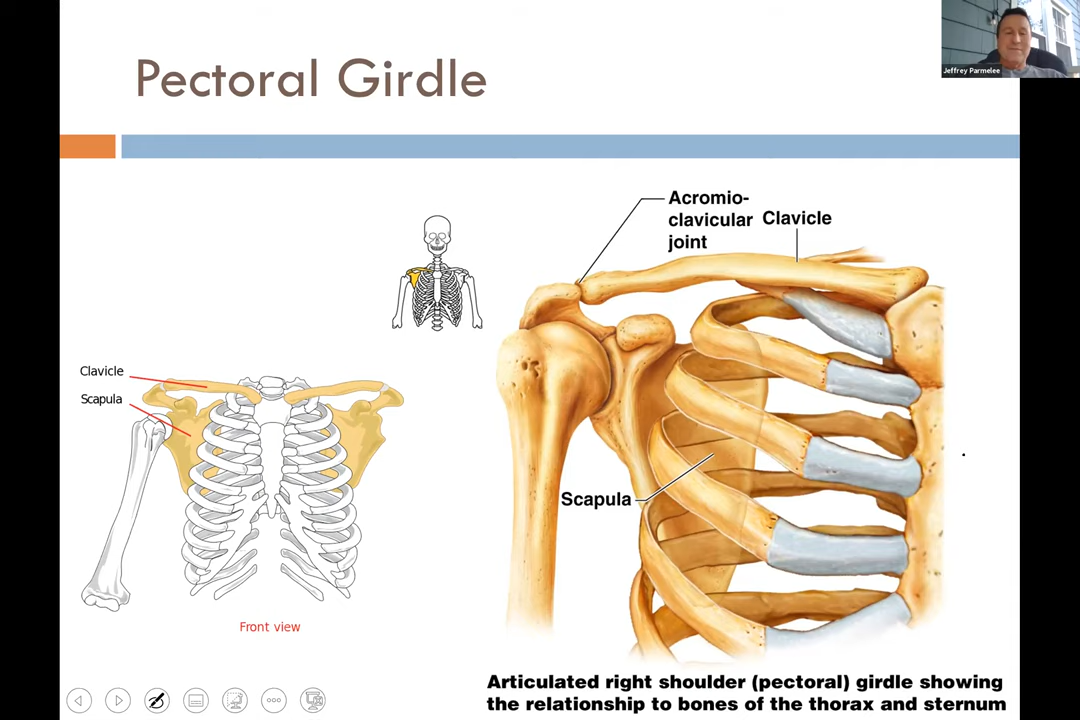 Pectoral Girdle
Jeffrey Parmelee
Acromio-
clavicular
joint
Clavicle
Clavicle
Scapula
Scapula
Front view
Articulated right shoulder (pectoral) girdle showing
the relationship to bones of the thorax and sternum